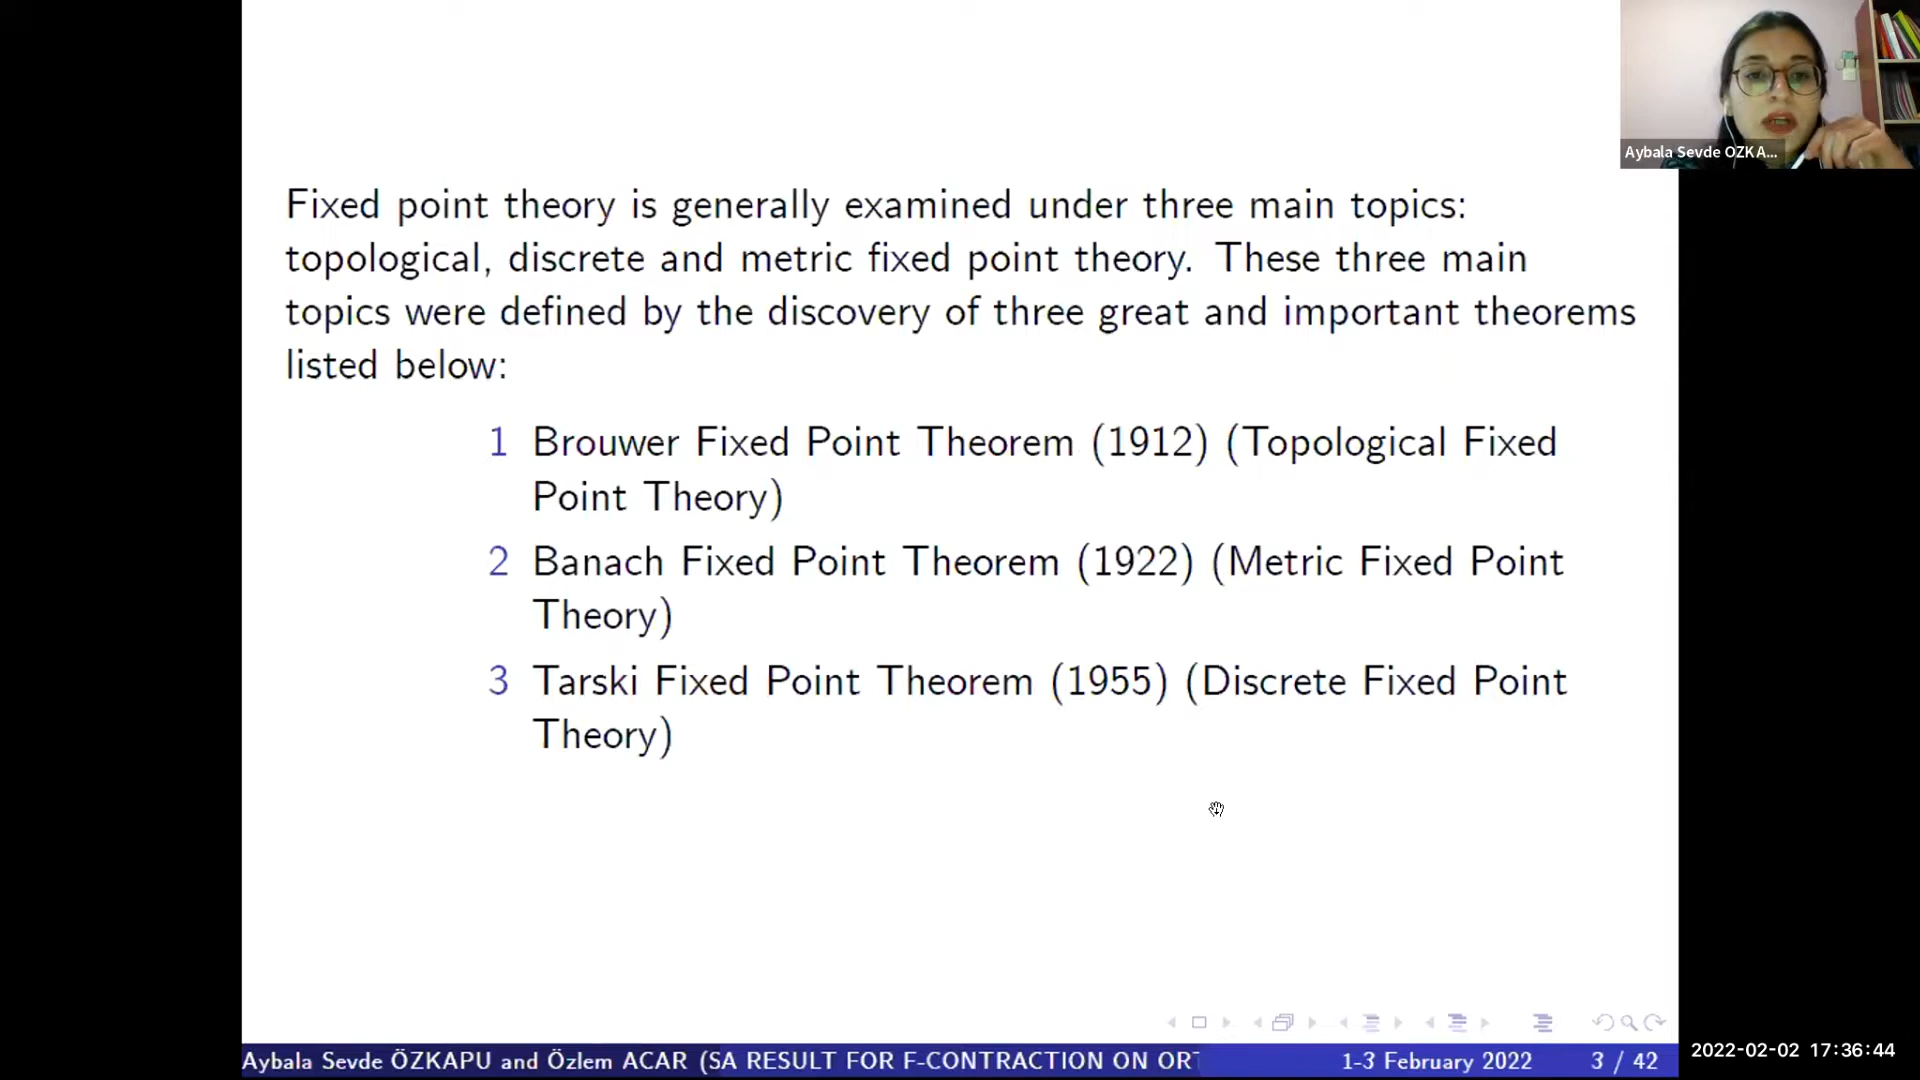 Aybala Sevde OZKA...
Fixed point theory is generally examined under three main topics:
topological, discrete and metric fixed point theory. These three main
topics were defined by the discovery of three great and important theorems
listed below:
1 Brouwer Fixed Point Theorem (1912) (Topological Fixed
Point Theory)
2 Banach Fixed Point Theorem (1922) (Metric Fixed Point
Theory)
3 Tarski Fixed Point Theorem (1955) (Discrete Fixed Point
Theory)
Aybala Sevde ÖZKAPU and Özlem ACAR (SA RESULT FOR F-CONTRACTION ON ORT 1-3 February 2022 3 / 42
2022-02-02 17:36:44